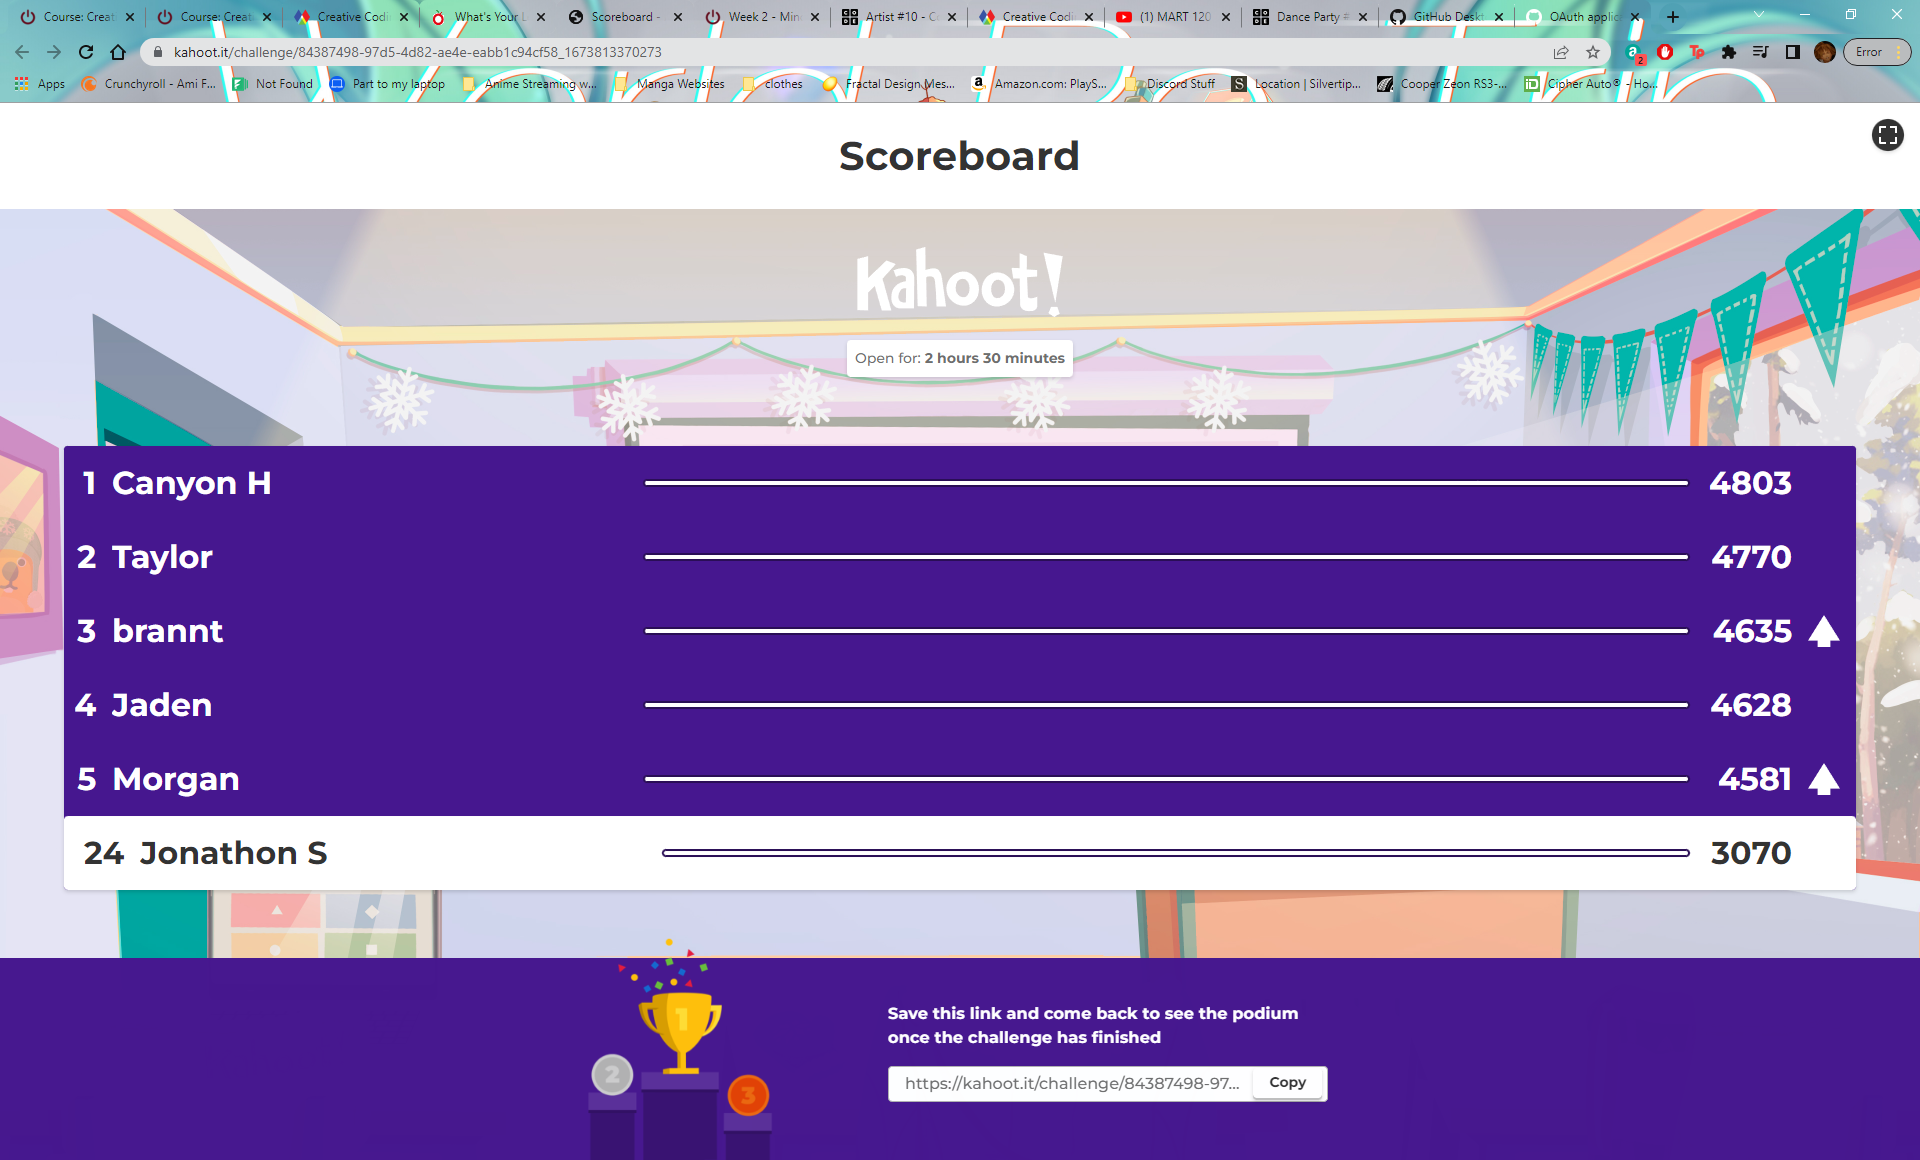 Course: Creat
Course: Creat
Creative Codi
What's Your L
Scoreboard -
Week 2 - Min
Artist #10 - C
Creative Codi
(1) MART 120
Dance Party #
GitHub Deskt
OAuth applic
kahoot.it/challenge/84387498-97d5-4d82-ae4e-eabb1c94cf58_1673813370273
2
Error
Apps
Crunchyroll - Ami F...
Not Found
Part to my laptop
Anime Streaming w...
Manga Websites
clothes
Fractal Design Mes...
Amazon.com: PlayS...
Discord Stuff
Location | Silvertip...
Cooper Zeon RS3-...
Cipher Auto® - Ho...
Scoreboard
Kahoot!
Open for: 2 hours 30 minutes
1 Canyon H 4803
2 Taylor 4770
3 brannt 4635
4 Jaden 4628
5 Morgan 4581
24 Jonathon S 3070
1
2
3
Save this link and come back to see the podium
once the challenge has finished
https://kahoot.it/challenge/84387498-97... Copy